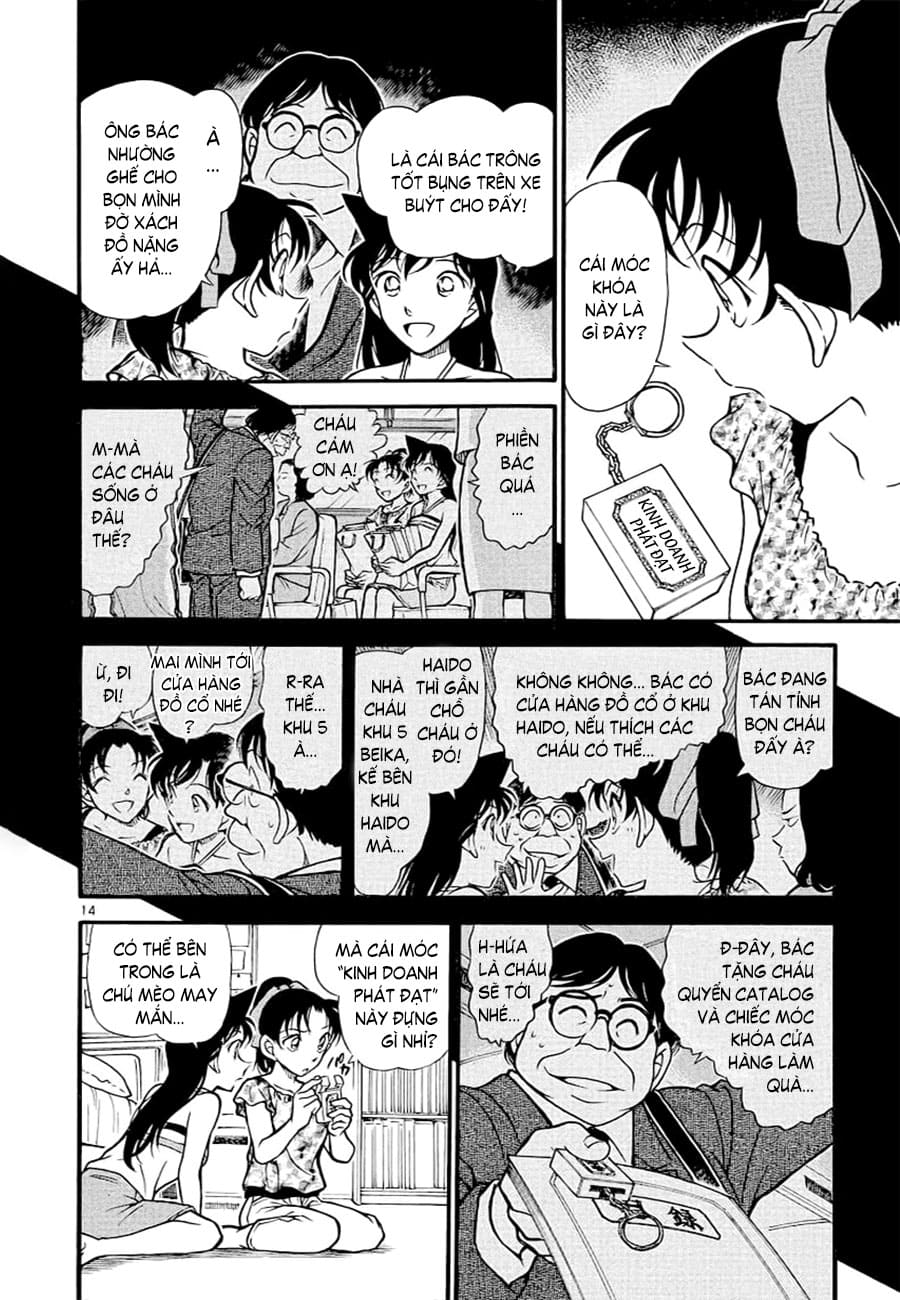 CÁI MÓC
KHÓA
NÀY LÀ
GÌ ĐÂY?
KINH DOANH
PHÁT ĐẠT
LÀ CÁI BÁC TRÔNG
TỐT BỤNG TRÊN XE
BUÝT CHO ĐẤY!
À
...
ÔNG BÁC
NHƯỜNG
GHẾ CHO
BỌN MÌNH
ĐỠ XÁCH
ĐỒ NẶNG
ẤY HẢ...
PHIỀN
BÁC
QUÁ
...
CHÁU
CẢM
ƠN Ạ!
M-MÀ
CÁC CHÁU
SỐNG Ở
ĐÂU
THẾ?
BÁC ĐANG
TÁN TỈNH
BỌN CHÁU
ĐẤY À?
KHÔNG KHÔNG... BÁC CÓ
CỬA HÀNG ĐỒ CỔ Ở KHU
HAIDO, NẾU THÍCH CÁC
CHÁU CÓ THỂ...
HAIDO
THÌ GẦN
CHỖ
CHÁU Ở
ĐÓ!
NHÀ
CHÁU
KHU 5
BEIKA,
KẾ BÊN
KHU
HAIDO
MÀ...
R-RA
THẾ...
KHU 5
À...
MAI MÌNH TỚI
CỬA HÀNG
ĐỒ CỔ NHÉ
?
Ừ, ĐI
ĐI!
14
Đ-ĐÂY, BÁC
TẶNG CHÁU
QUYỂN CATALOG
VÀ CHIẾC MÓC
KHÓA CỬA
HÀNG LÀM
QUÀ...
H-HỨA
LÀ CHÁU
SẼ TỚI
NHÉ...
錄
MÀ CÁI MÓC
"KINH DOANH
PHÁT ĐẠT"
NÀY ĐỰNG
GÌ NHỈ?
CÓ THỂ BÊN
TRONG LÀ
CHÚ MÈO MAY
MẮN...